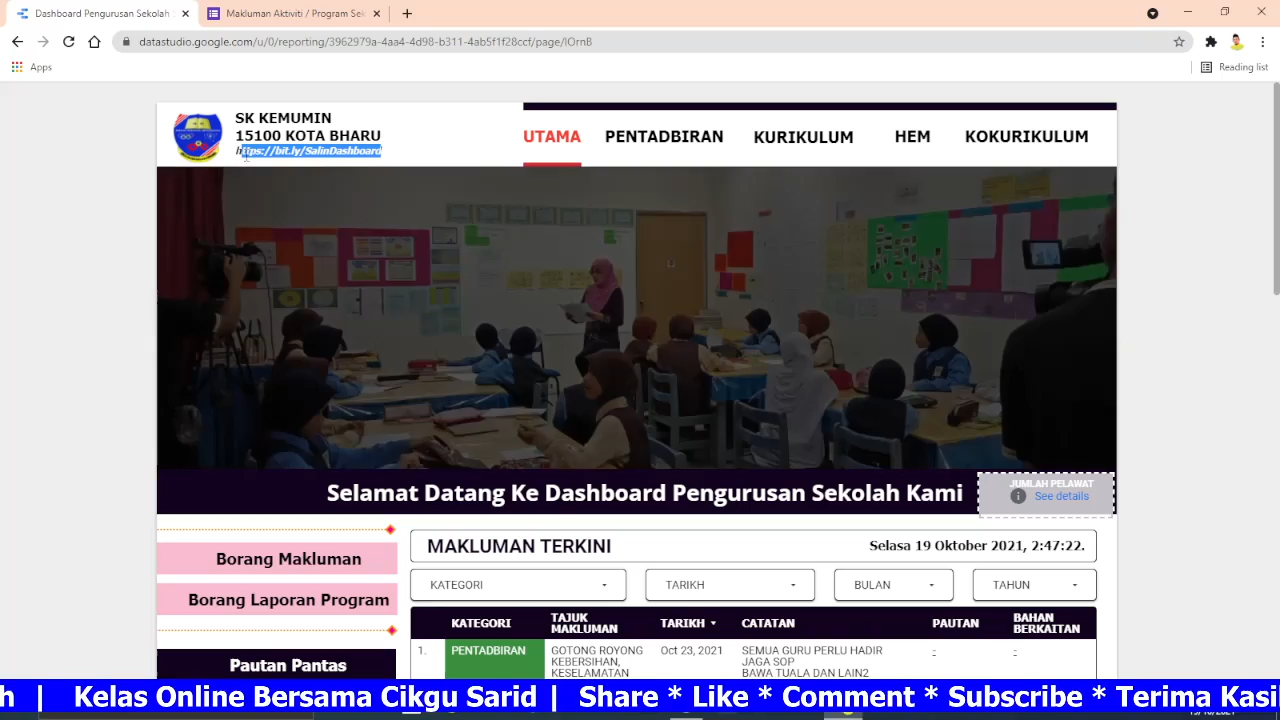 Dashboard Pengurusan Sekolah
Makluman Aktiviti / Program Sek
datastudio.google.com/u/0/reporting/3962979a-4aa4-4d98-b311-4ab5f1f28ccf/page/IOrnB
Apps
Reading list
SK KEMUMIN
15100 KOTA BHARU
https://bit.ly/SalinDashboard
UTAMA
PENTADBIRAN
KURIKULUM
HEM
KOKURIKULUM
Selamat Datang Ke Dashboard Pengurusan Sekolah Kami
JUMLAH PELAWAT
See details
Borang Makluman
Borang Laporan Program
Pautan Pantas
MAKLUMAN TERKINI
Selasa 19 Oktober 2021, 2:47:22.
KATEGORI
TARIKH
BULAN
TAHUN
KATEGORI
TAJUK MAKLUMAN
TARIKH
CATATAN
PAUTAN
BAHAN BERKAITAN
1.
PENTADBIRAN
GOTONG ROYONG
KEBERSIHAN,
KESELAMATAN
Oct 23, 2021
SEMUA GURU PERLU HADIR
JAGA SOP
BAWA TUALA DAN LAIN2
-
-
h | Kelas Online Bersama Cikgu Sarid | Share * Like * Comment * Subscribe * Terima Kasi